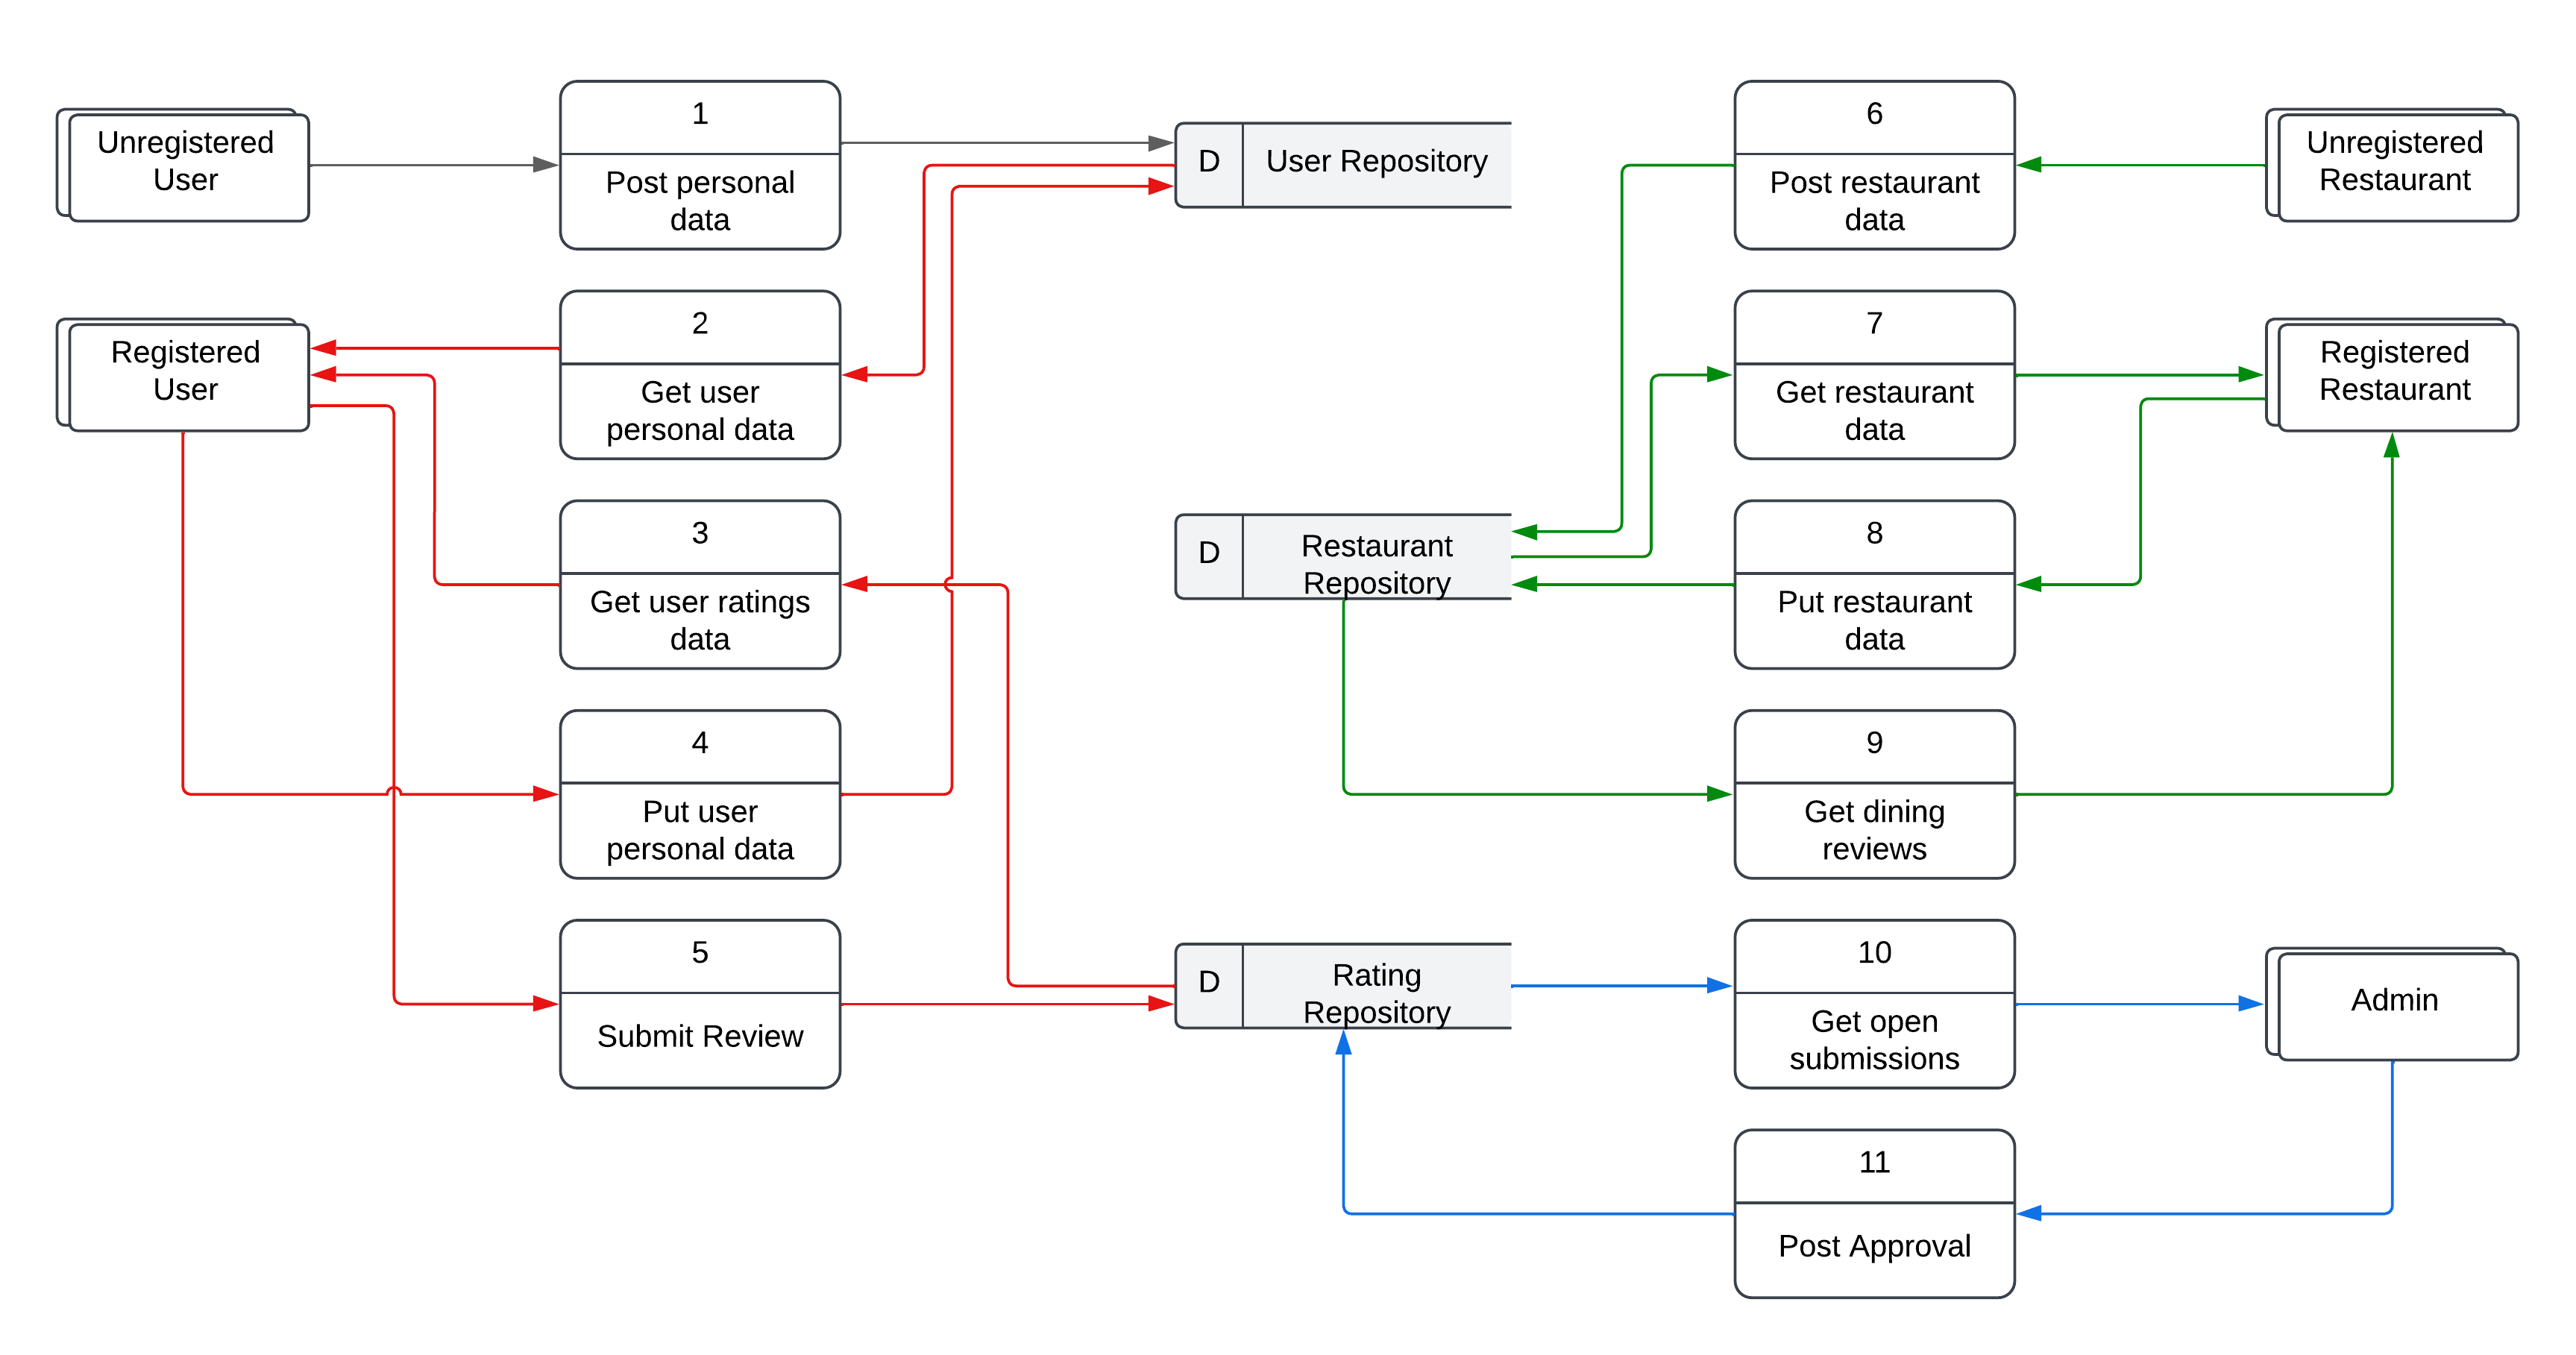 Unregistered
User
1
Post personal
data
D
User Repository
6
Post restaurant
data
Unregistered
Restaurant
Registered
User
2
Get user
personal data
7
Get restaurant
data
Registered
Restaurant
3
Get user ratings
data
D
Restaurant
Repository
8
Put restaurant
data
4
Put user
personal data
9
Get dining
reviews
5
Submit Review
D
Rating
Repository
10
Get open
submissions
Admin
11
Post Approval